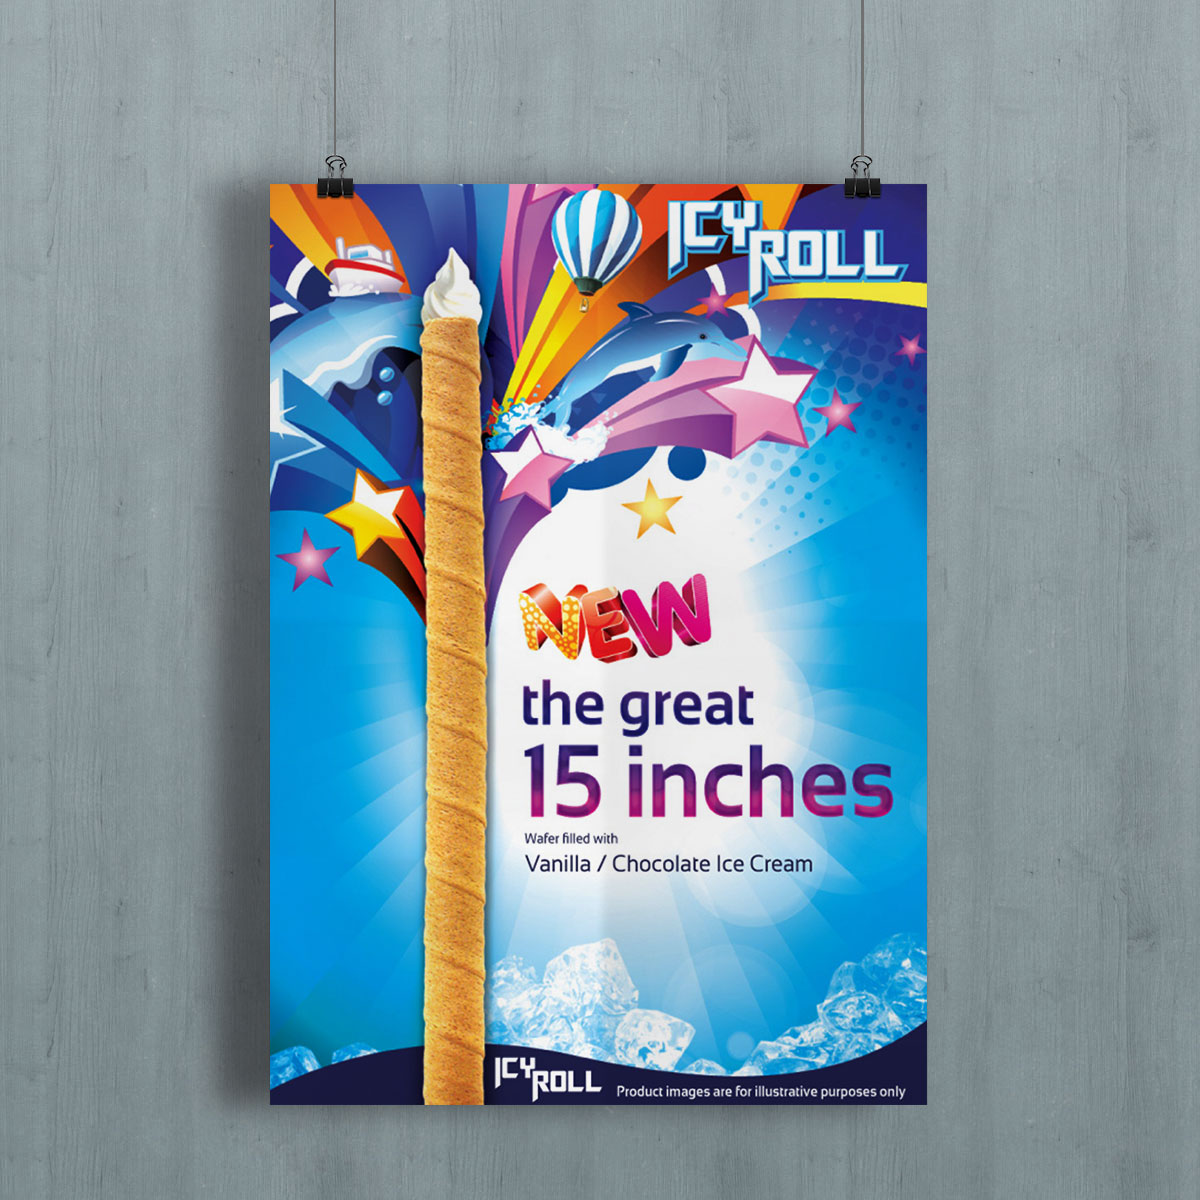 ICY
ROLL
NEW
the great
15 inches
Wafer filled with
Vanilla / Chocolate Ice Cream
ICY
ROLL
Product images are for illustrative purposes only